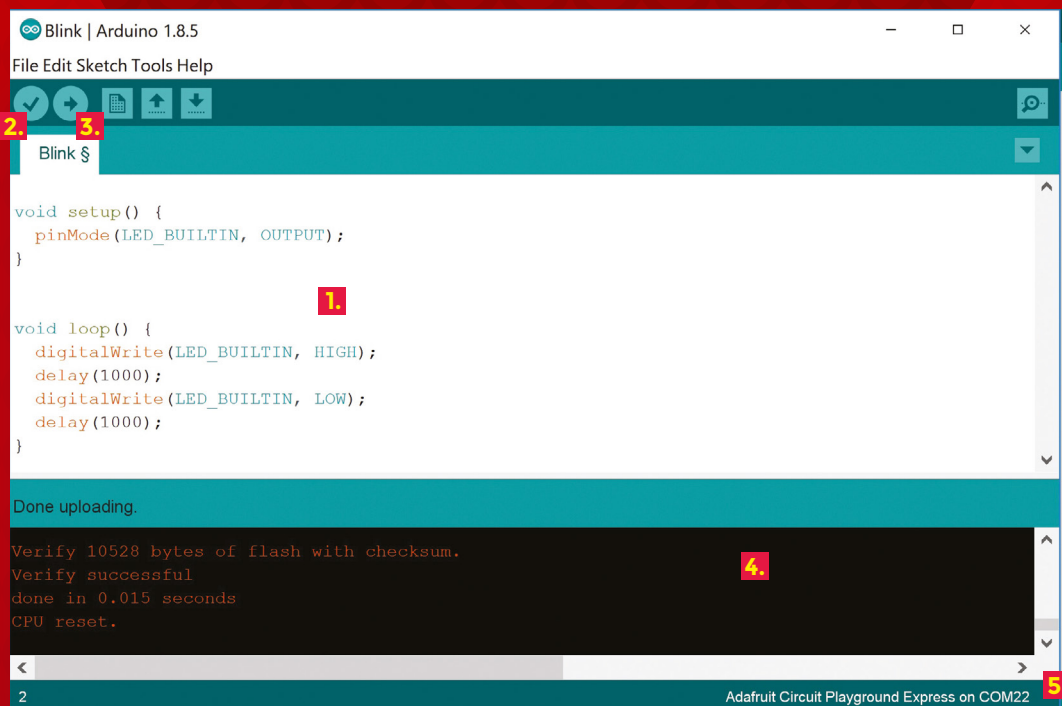 Blink | Arduino 1.8.5
File Edit Sketch Tools Help
2.
3.
Blink §
void setup() {
pinMode(LED_BUILTIN, OUTPUT);
}
1.
void loop() {
digitalWrite(LED_BUILTIN, HIGH);
delay(1000);
digitalWrite(LED_BUILTIN, LOW);
delay(1000);
}
Done uploading.
Verify 10528 bytes of flash with checksum.
4.
Verify successful
done in 0.015 seconds
CPU reset.
5
2
Adafruit Circuit Playground Express on COM22